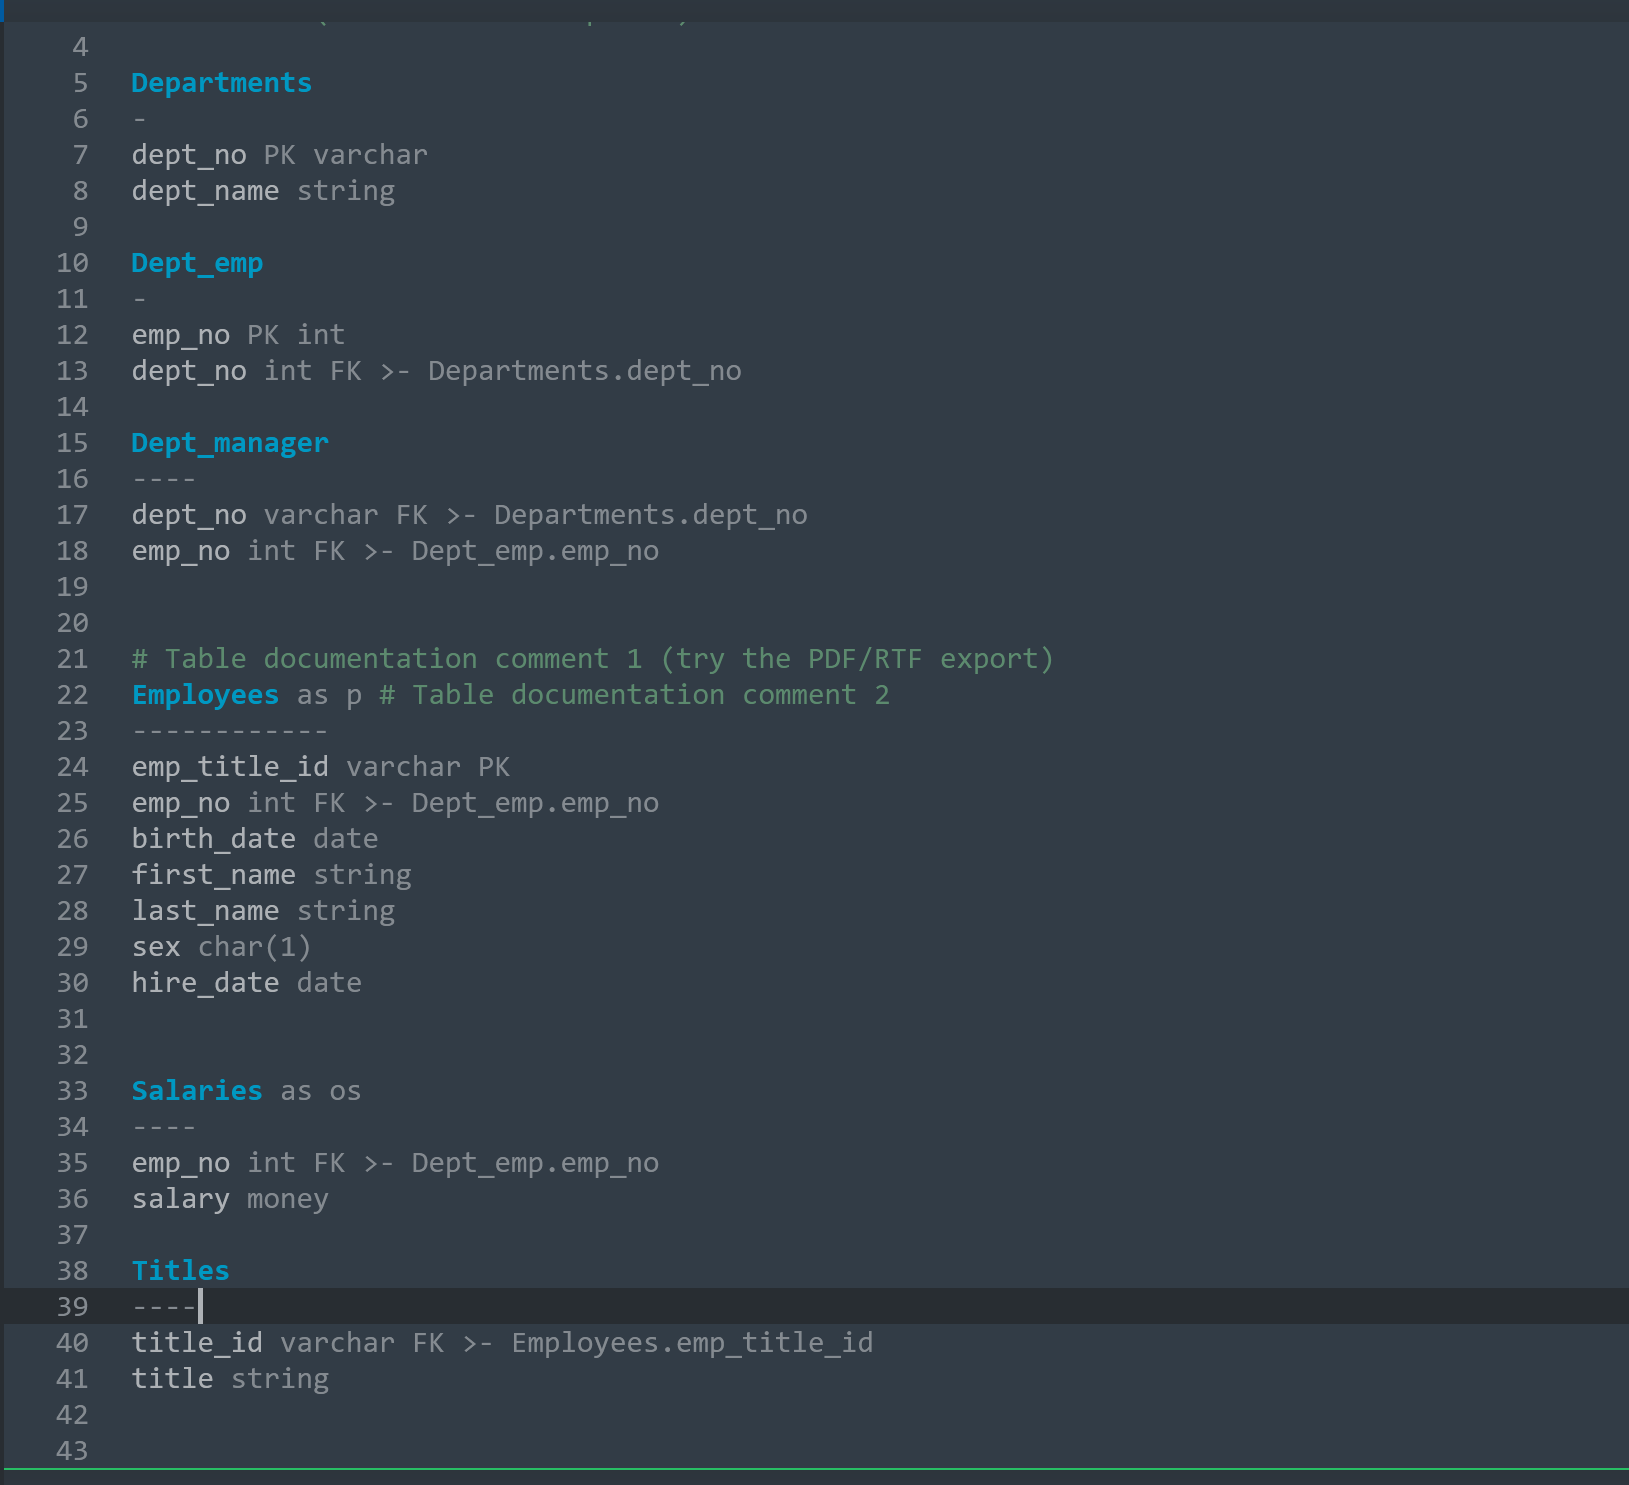 4
5 Departments
6 -
7 dept_no PK varchar
8 dept_name string
9
10 Dept_emp
11 -
12 emp_no PK int
13 dept_no int FK >- Departments.dept_no
14
15 Dept_manager
16 ----
17 dept_no varchar FK >- Departments.dept_no
18 emp_no int FK >- Dept_emp.emp_no
19
20
21 # Table documentation comment 1 (try the PDF/RTF export)
22 Employees as p # Table documentation comment 2
23 ------------
24 emp_title_id varchar PK
25 emp_no int FK >- Dept_emp.emp_no
26 birth_date date
27 first_name string
28 last_name string
29 sex char(1)
30 hire_date date
31
32
33 Salaries as os
34 ----
35 emp_no int FK >- Dept_emp.emp_no
36 salary money
37
38 Titles
39 ----
40 title_id varchar FK >- Employees.emp_title_id
41 title string
42
43